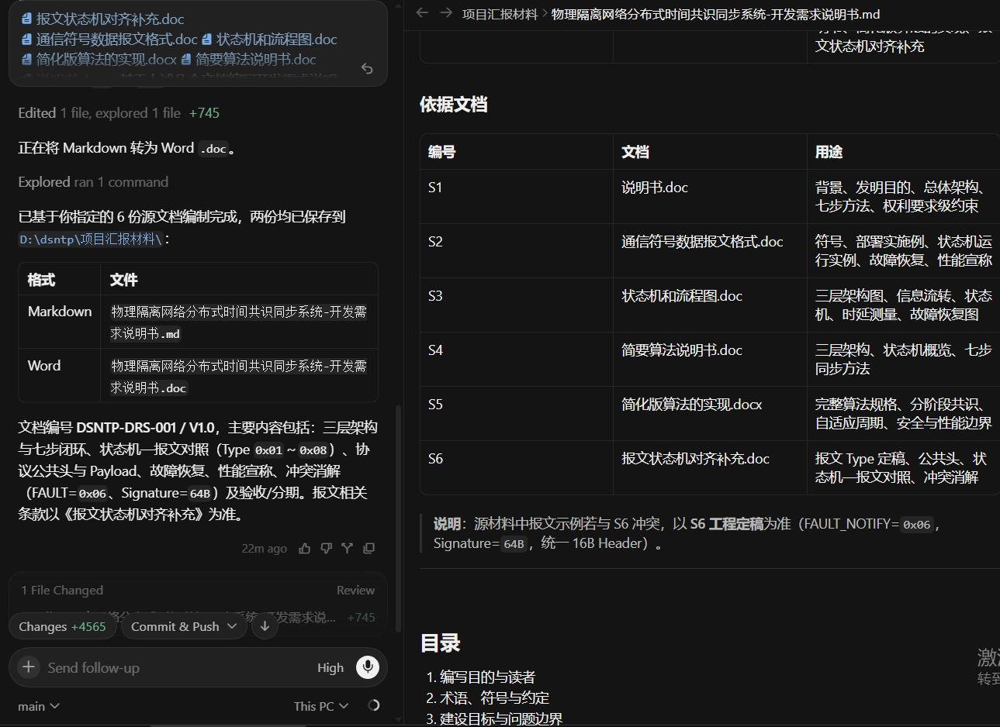 报文状态机对齐补充.doc
通信符号数据报文格式.doc 状态机和流程图.doc
简化版算法的实现.docx 简要算法说明书.doc
Edited 1 file, explored 1 file +745
正在将 Markdown 转为 Word .doc。
Explored ran 1 command
已基于你指定的 6 份源文档编制完成，两份均已保存到
D:\dsntp\项目汇报材料\：
格式 文件
Markdown 物理隔离网络分布式时间共识同步系统-开发需
求说明书.md
Word 物理隔离网络分布式时间共识同步系统-开发需
求说明书.doc
文档编号 DSNTP-DRS-001 / V1.0，主要内容包括：三层架构
与七步闭环、状态机—报文对照（Type 0x01 ~ 0x08）、协
议公共头与 Payload、故障恢复、性能宣称、冲突消解
（FAULT=0x06、Signature=64B）及验收/分期。报文相关
条款以《报文状态机对齐补充》为准。
22m ago
1 File Changed Review
开发需求说... +745
Changes +4565 Commit & Push
Send follow-up High
main This PC
项目汇报材料 > 物理隔离网络分布式时间共识同步系统-开发需求说明书.md
文状态机对齐补充
依据文档
编号 文档 用途
S1 说明书.doc 背景、发明目的、总体架构、
七步方法、权利要求级约束
S2 通信符号数据报文格式.doc 符号、部署实施例、状态机运
行实例、故障恢复、性能宣称
S3 状态机和流程图.doc 三层架构图、信息流转、状态
机、时延测量、故障恢复图
S4 简要算法说明书.doc 三层架构、状态机概览、七步
同步方法
S5 简化版算法的实现.docx 完整算法规格、分阶段共识、
自适应周期、安全与性能边界
S6 报文状态机对齐补充.doc 报文 Type 定稿、公共头、状
态机—报文对照、冲突消解
说明：源材料中报文示例若与 S6 冲突，以 S6 工程定稿为准（FAULT_NOTIFY=0x06，
Signature=64B，统一 16B Header）。
目录
1. 编写目的与读者
2. 术语、符号与约定
3. 建设目标与问题边界
激
转到